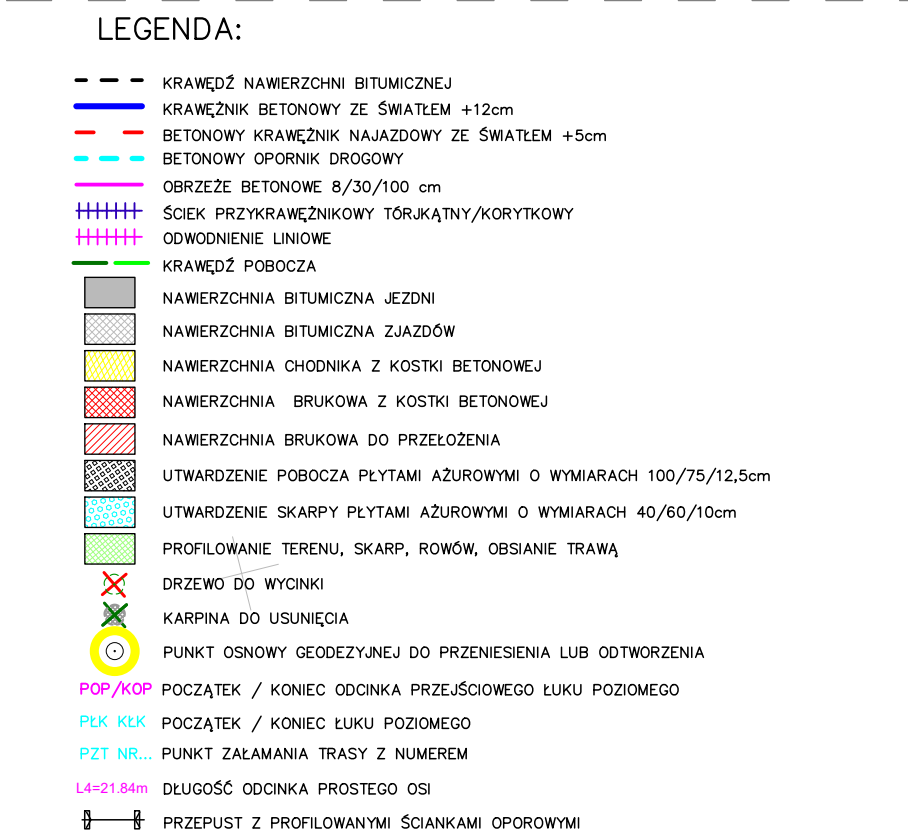 LEGENDA:
KRAWĘDŹ NAWIERZCHNI BITUMICZNEJ
KRAWĘŻNIK BETONOWY ZE ŚWIATŁEM +12cm
BETONOWY KRAWĘŻNIK NAJAZDOWY ZE ŚWIATŁEM +5cm
BETONOWY OPORNIK DROGOWY
OBRZEŻE BETONOWE 8/30/100 cm
ŚCIEK PRZYKRAWĘŻNIKOWY TÓRJKĄTNY/KORYTKOWY
ODWODNIENIE LINIOWE
KRAWĘDŹ POBOCZA
NAWIERZCHNIA BITUMICZNA JEZDNI
NAWIERZCHNIA BITUMICZNA ZJAZDÓW
NAWIERZCHNIA CHODNIKA Z KOSTKI BETONOWEJ
NAWIERZCHNIA BRUKOWA Z KOSTKI BETONOWEJ
NAWIERZCHNIA BRUKOWA DO PRZEŁOŻENIA
UTWARDZENIE POBOCZA PŁYTAMI AŻUROWYMI O WYMIARACH 100/75/12,5cm
UTWARDZENIE SKARPY PŁYTAMI AŻUROWYMI O WYMIARACH 40/60/10cm
PROFILOWANIE TERENU, SKARP, ROWÓW, OBSIANIE TRAWĄ
DRZEWO DO WYCINKI
KARPINA DO USUNIĘCIA
PUNKT OSNOWY GEODEZYJNEJ DO PRZENIESIENIA LUB ODTWORZENIA
POP/KOP POCZĄTEK / KONIEC ODCINKA PRZEJŚCIOWEGO ŁUKU POZIOMEGO
PŁK KŁK POCZĄTEK / KONIEC ŁUKU POZIOMEGO
PZT NR... PUNKT ZAŁAMANIA TRASY Z NUMEREM
L4=21.84m DŁUGOŚĆ ODCINKA PROSTEGO OSI
PRZEPUST Z PROFILOWANYMI ŚCIANKAMI OPOROWYMI